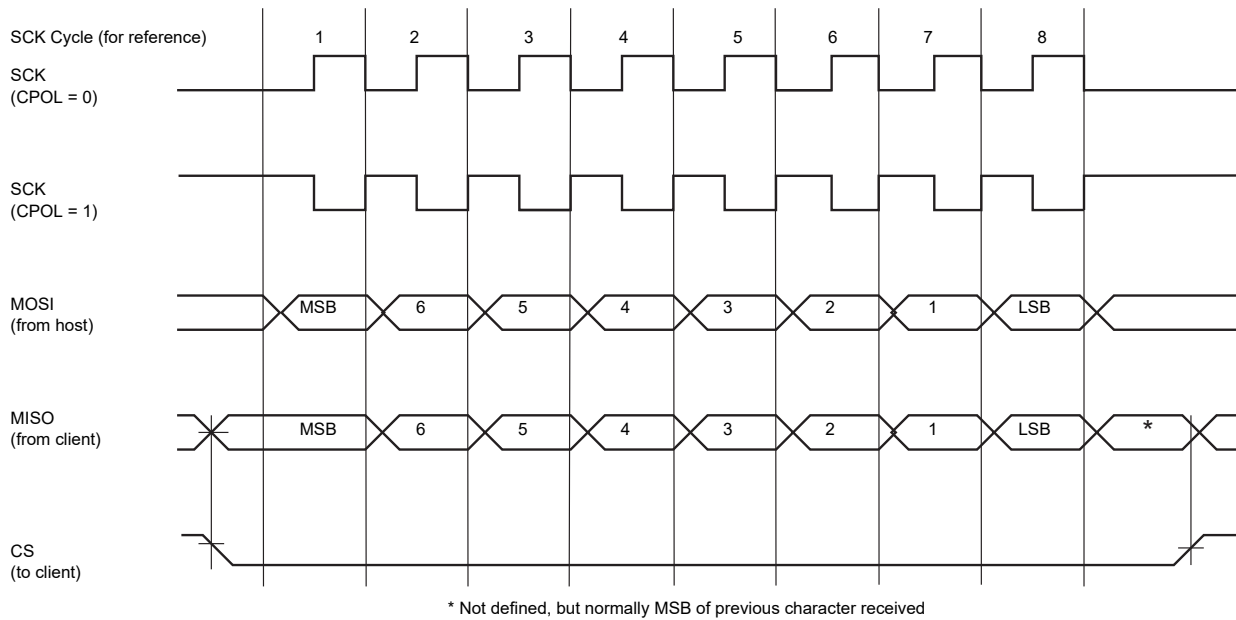 SCK Cycle (for reference) 1 2 3 4 5 6 7 8
SCK
(CPOL = 0)
SCK
(CPOL = 1)
MOSI
(from host)
MSB 6 5 4 3 2 1 LSB
MISO
(from client)
MSB 6 5 4 3 2 1 LSB *
CS
(to client)
* Not defined, but normally MSB of previous character received